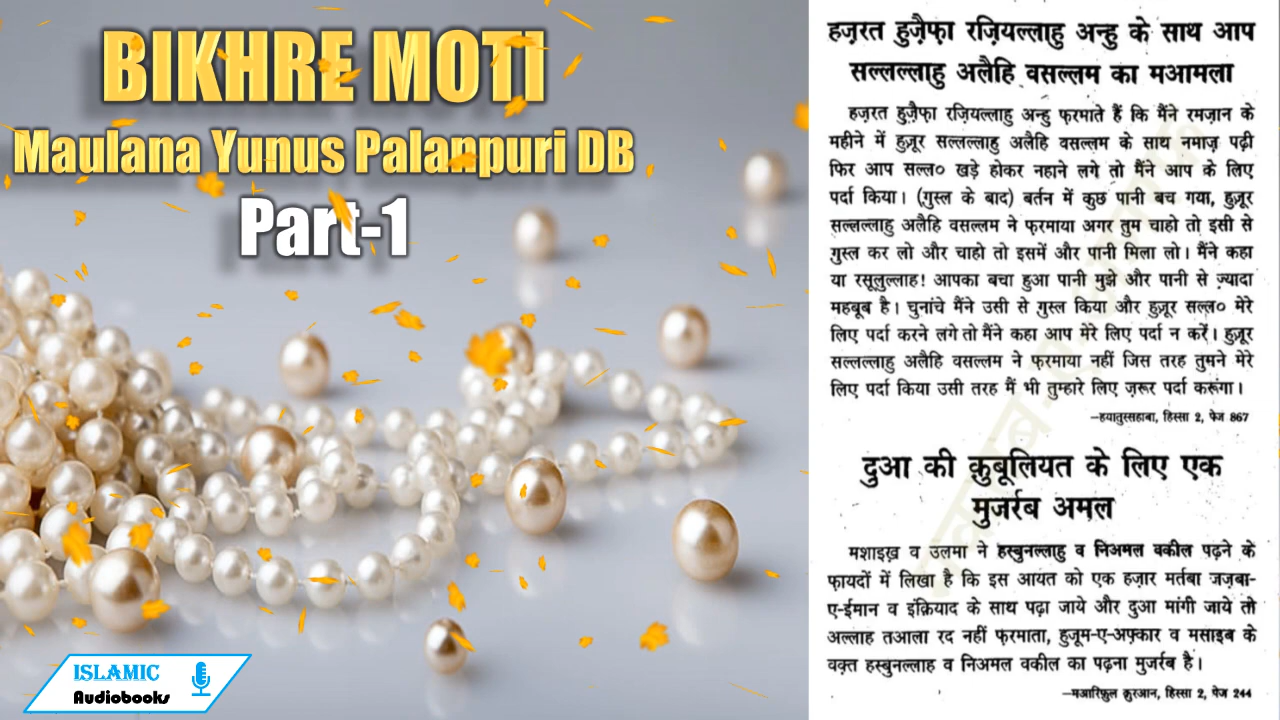 BIKHRE MOTI
Maulana Yunus Palanpuri DB
Part-1
ISLAMIC
Audiobooks
हज़रत हुज़ैफ़ा रज़ियल्लाहु अन्हु के साथ आप
सल्लल्लाहु अलैहि वसल्लम का मआमला
हज़रत हुज़ैफ़ा रज़ियल्लाहु अन्हु फ़रमाते हैं कि मैंने रमज़ान के
महीने में हुज़ूर सल्लल्लाहु अलैहि वसल्लम के साथ नमाज़ पढ़ी
फिर आप सल्ल० खड़े होकर नहाने लगे तो मैंने आप के लिए
पर्दा किया। (ग़ुस्ल के बाद) बर्तन में कुछ पानी बच गया, हुज़ूर
सल्लल्लाहु अलैहि वसल्लम ने फ़रमाया अगर तुम चाहो तो इसी से
ग़ुस्ल कर लो और चाहो तो इसमें और पानी मिला लो। मैंने कहा
या रसूलुल्लाह! आपका बचा हुआ पानी मुझे और पानी से ज़्यादा
महबूब है। चुनांचे मैंने उसी से ग़ुस्ल किया और हुज़ूर सल्ल० मेरे
लिए पर्दा करने लगे तो मैंने कहा आप मेरे लिए पर्दा न करें। हुज़ूर
सल्लल्लाहु अलैहि वसल्लम ने फ़रमाया नहीं जिस तरह तुमने मेरे
लिए पर्दा किया उसी तरह मैं भी तुम्हारे लिए ज़रूर पर्दा करूंगा।
—हयातुस्सहाबा, हिस्सा 2, पेज 867
दुआ की क़ुबूलियत के लिए एक
मुजर्रब अमल
मशाइख़ व उलमा ने हस्बुनल्लाहु व निअमल वकील पढ़ने के
फ़ायदों में लिखा है कि इस आयत को एक हज़ार मर्तबा जज़्बा-
ए-ईमान व इंक़ियाद के साथ पढ़ा जाये और दुआ मांगी जाये तो
अल्लाह तआला रद नहीं फ़रमाता, हुजूम-ए-अफ़्कार व मसाइब के
वक़्त हस्बुनल्लाह व निअमल वकील का पढ़ना मुजर्रब है।
—मआरिफ़ुल क़ुरआन, हिस्सा 2, पेज 244